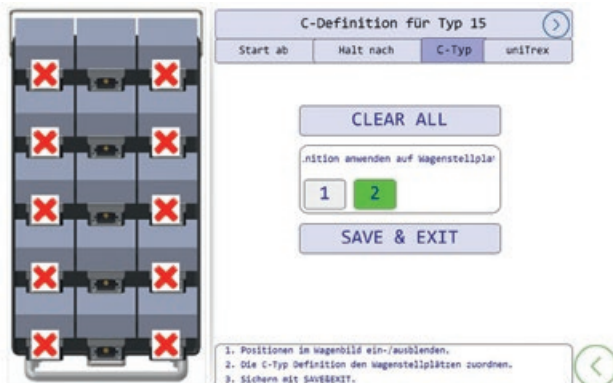 C-Definition für Typ 15
Start ab
Halt nach
C-Typ
uniTrex
CLEAR ALL
.nition anwenden auf Wagenstellpla
1
2
SAVE & EXIT
1. Positionen im Wagenbild ein-/ausblenden.
2. Die C-Typ Definition den Wagenstellplätzen zuordnen.
3. Sichern mit SAVE&EXIT.